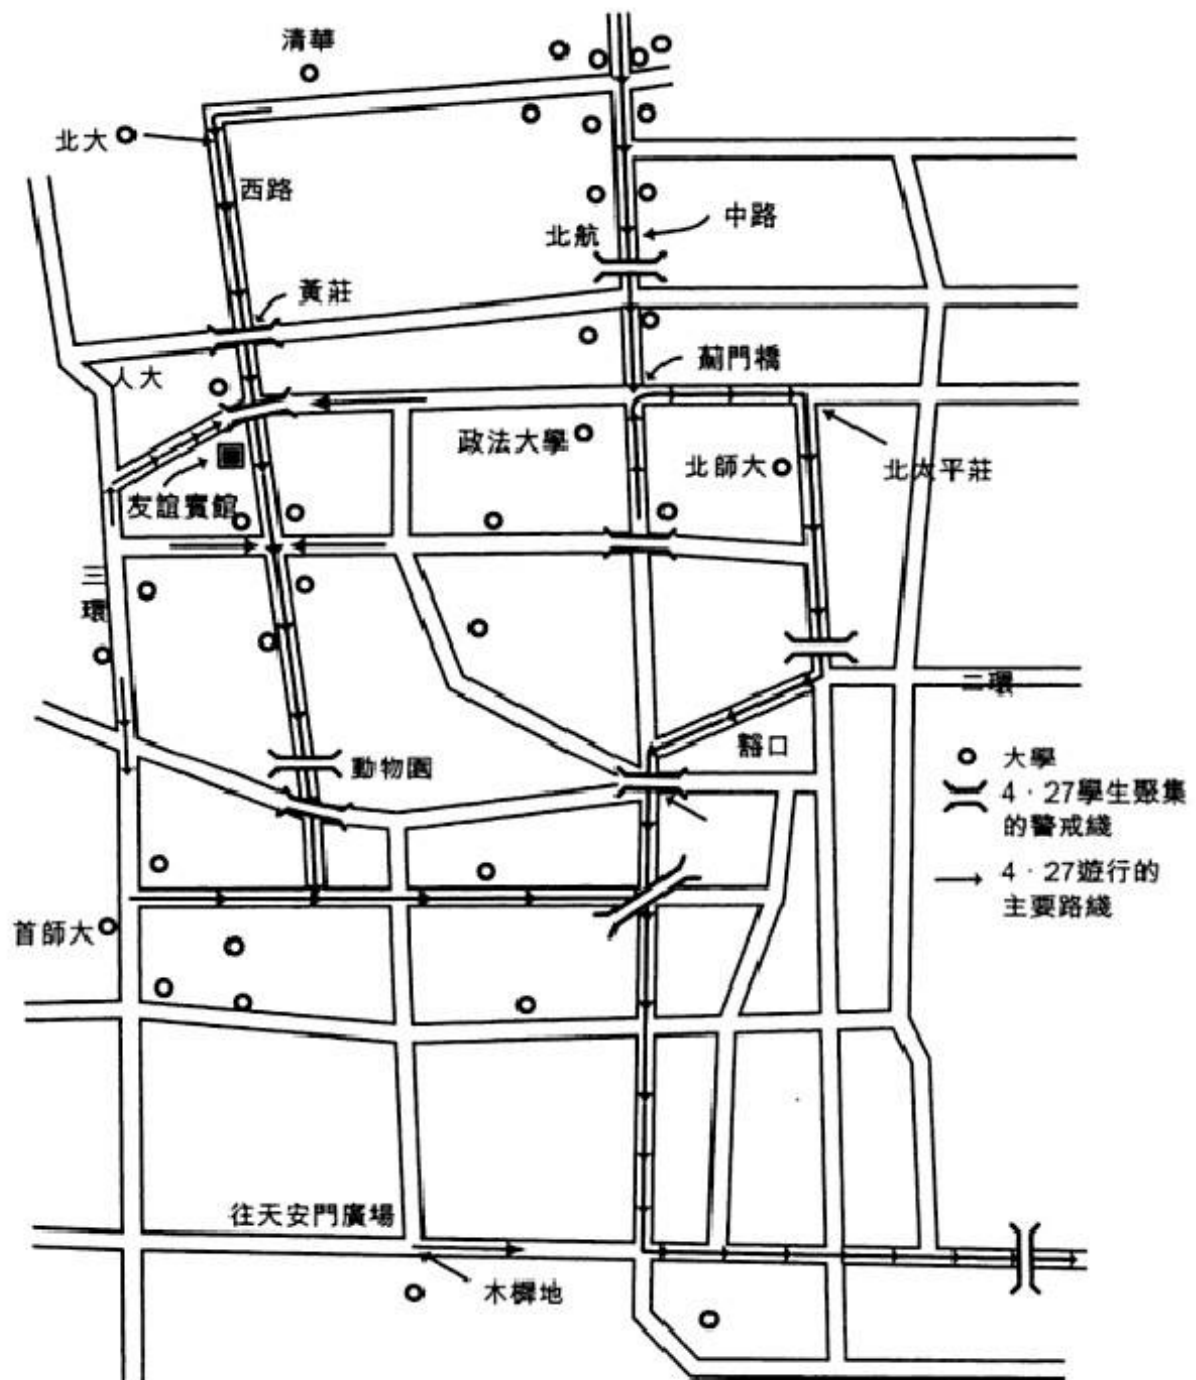 清華
北大
西路
中路
北航
黃莊
人大
薊門橋
政法大學
北師大
北太平莊
友誼賓館
三
環
二環
豁口
動物園
大學
4·27學生聚集
的警戒綫
4·27遊行的
主要路綫
首師大
往天安門廣場
木樨地